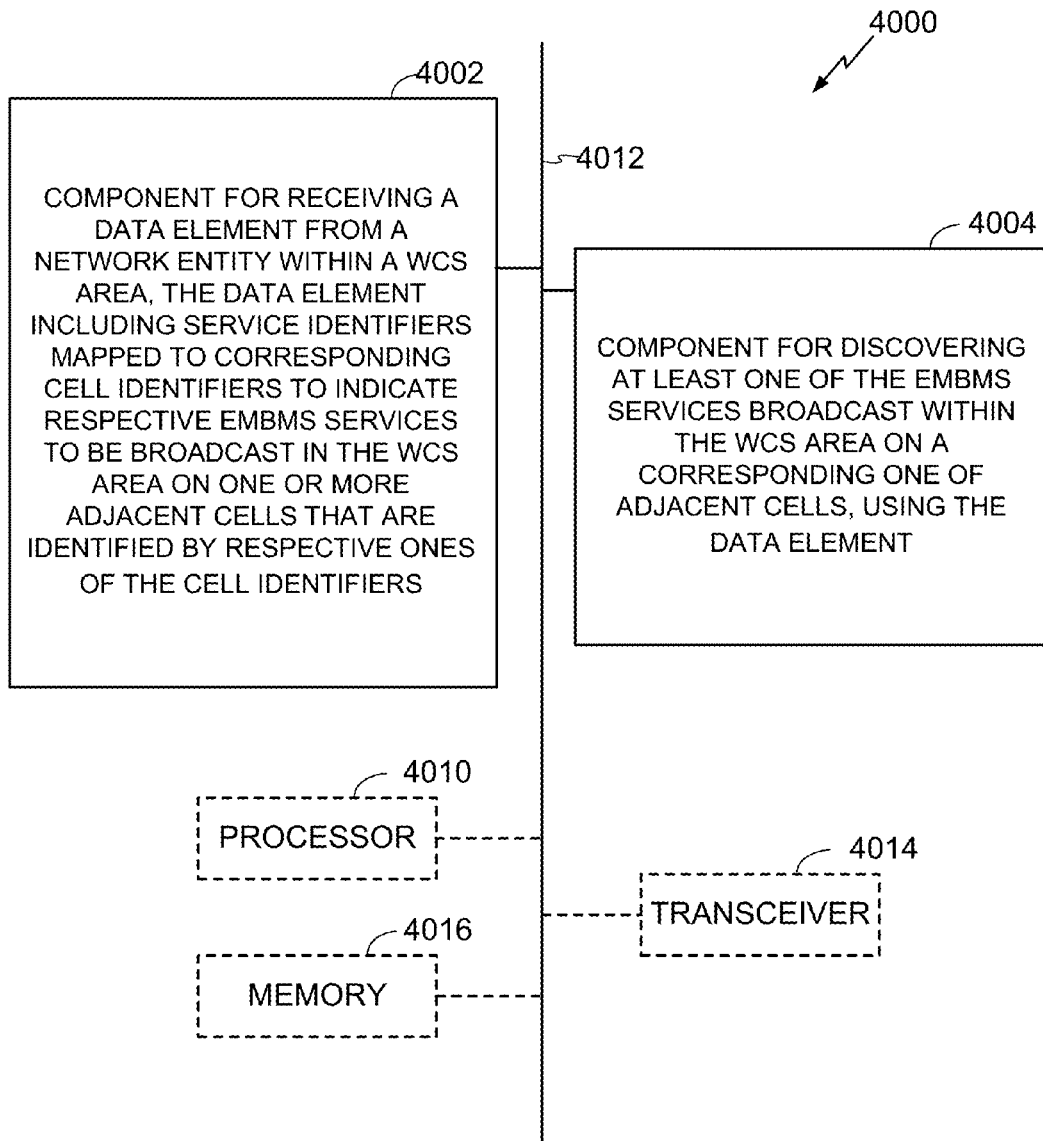 4000
4002
4012
COMPONENT FOR RECEIVING A
DATA ELEMENT FROM A
NETWORK ENTITY WITHIN A WCS
AREA, THE DATA ELEMENT
INCLUDING SERVICE IDENTIFIERS
MAPPED TO CORRESPONDING
CELL IDENTIFIERS TO INDICATE
RESPECTIVE EMBMS SERVICES
TO BE BROADCAST IN THE WCS
AREA ON ONE OR MORE
ADJACENT CELLS THAT ARE
IDENTIFIED BY RESPECTIVE ONES
OF THE CELL IDENTIFIERS
4004
COMPONENT FOR DISCOVERING
AT LEAST ONE OF THE EMBMS
SERVICES BROADCAST WITHIN
THE WCS AREA ON A
CORRESPONDING ONE OF
ADJACENT CELLS, USING THE
DATA ELEMENT
4010
PROCESSOR
4014
TRANSCEIVER
4016
MEMORY